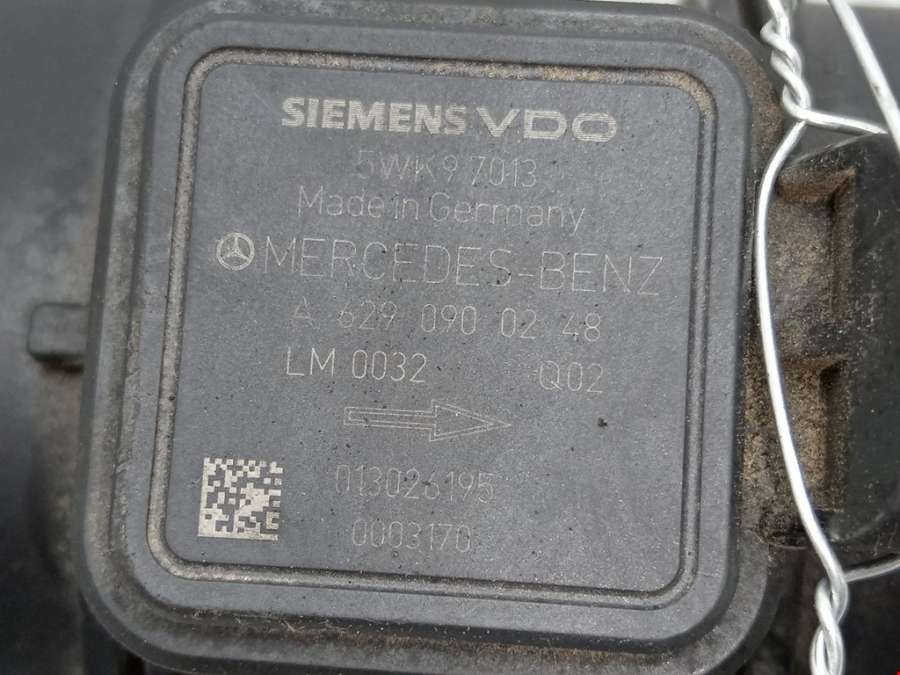 SIEMENS VDO
5WK9 7013
Made in Germany
MERCEDES-BENZ
A 629 090 02 48
LM 0032 Q02
013026195
0003170